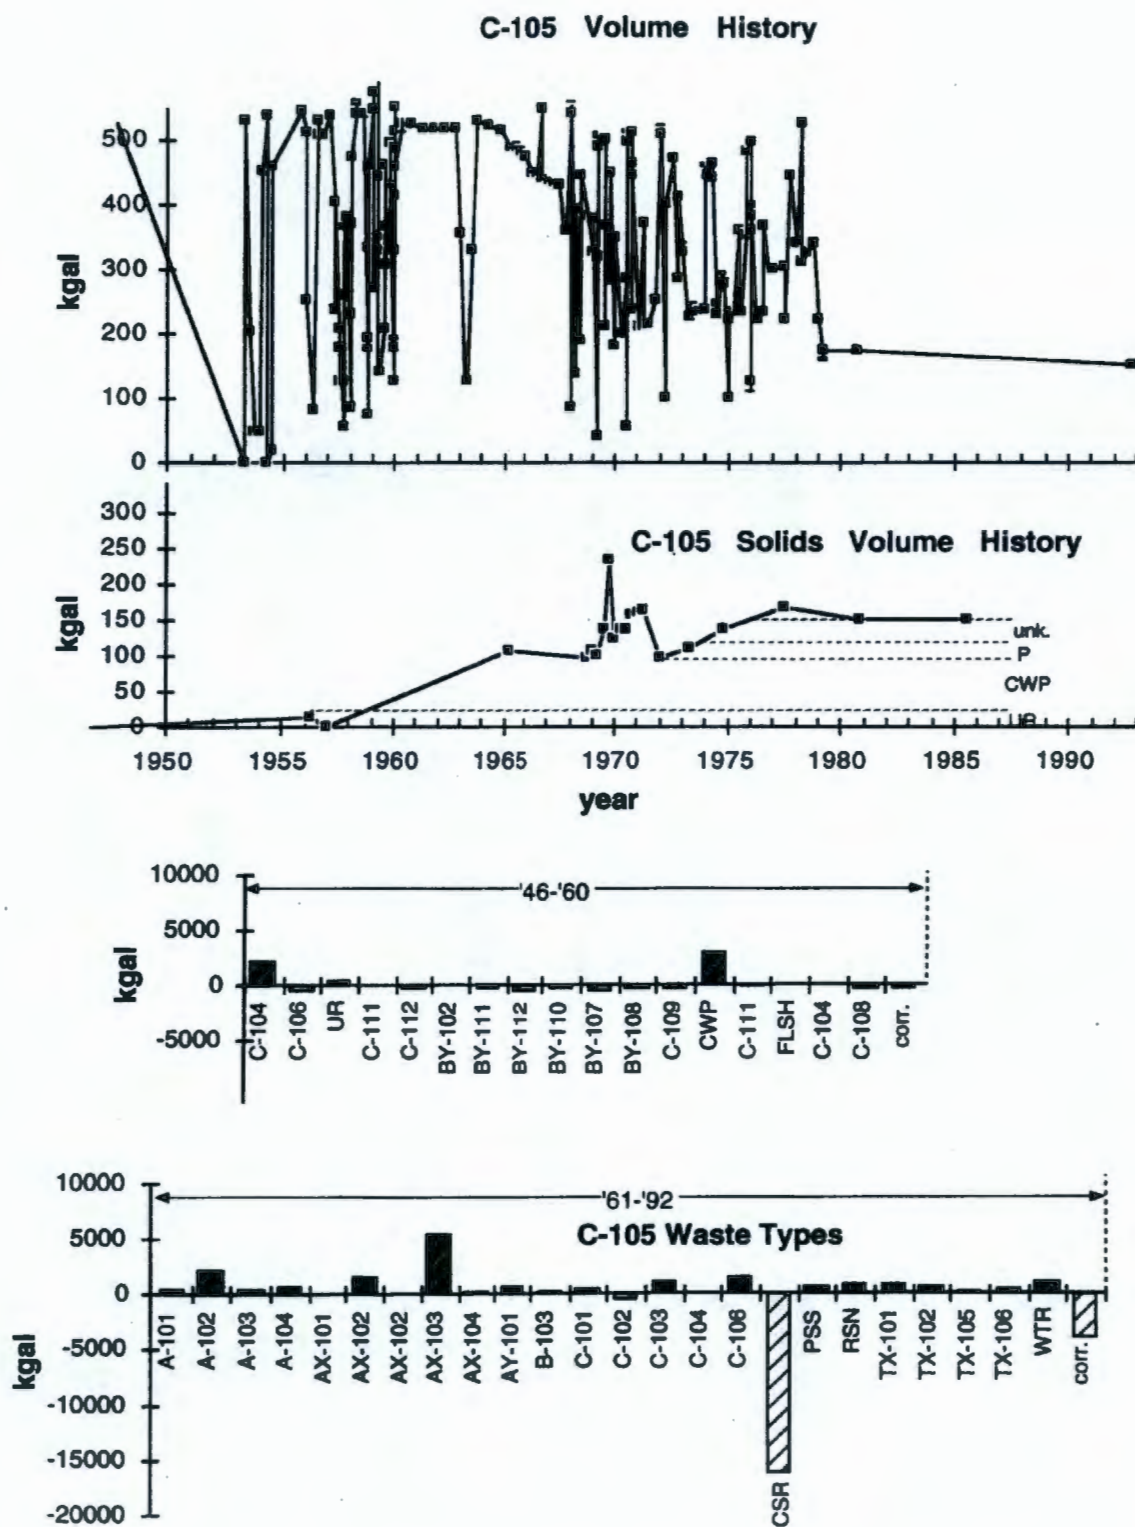 C-105 Volume History
500
400
300
200
100
0
kgal
300
250
200
150
100
50
0
kgal
C-105 Solids Volume History
unk.
P
CWP
1950 1955 1960 1965 1970 1975 1980 1985 1990
year
10000
5000
0
-5000
kgal
'46-'60
C-104 C-106 UR C-111 C-112 BY-102 BY-111 BY-112 BY-110 BY-107 BY-108 C-109 CWP C-111 FLSH C-104 C-108 corr.
10000
5000
0
-5000
-10000
-15000
-20000
kgal
'61-'92
C-105 Waste Types
A-101 A-102 A-103 A-104 AX-101 AX-102 AX-102 AX-103 AX-104 AY-101 B-103 C-101 C-102 C-103 C-104 C-106 CSR PSS RSN TX-101 TX-102 TX-105 TX-106 WTR corr.